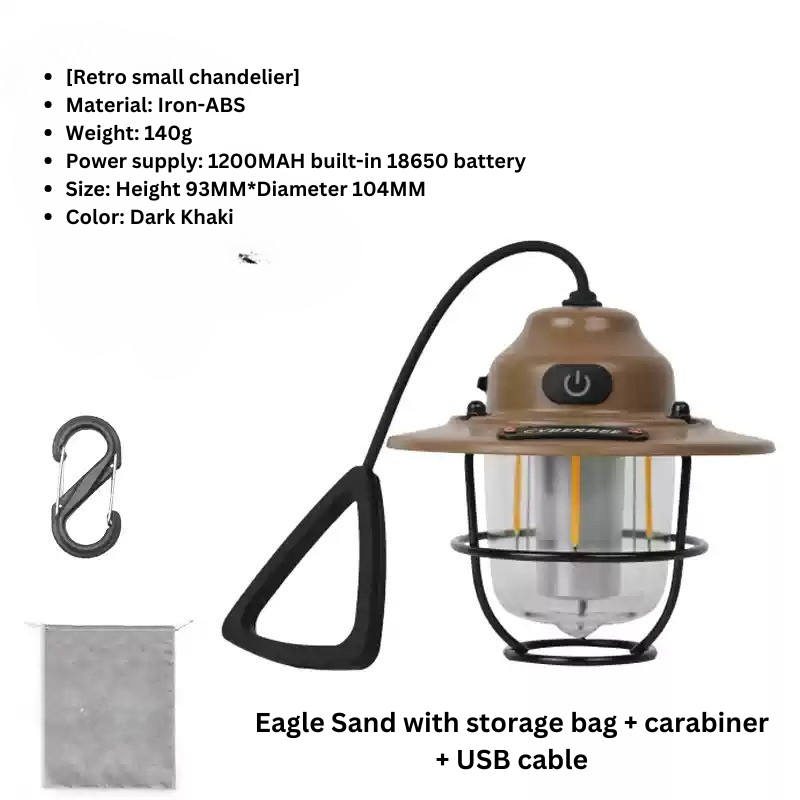 [Retro small chandelier]
Material: Iron-ABS
Weight: 140g
Power supply: 1200MAH built-in 18650 battery
Size: Height 93MM*Diameter 104MM
Color: Dark Khaki
CYBERBEE
Eagle Sand with storage bag + carabiner
+ USB cable